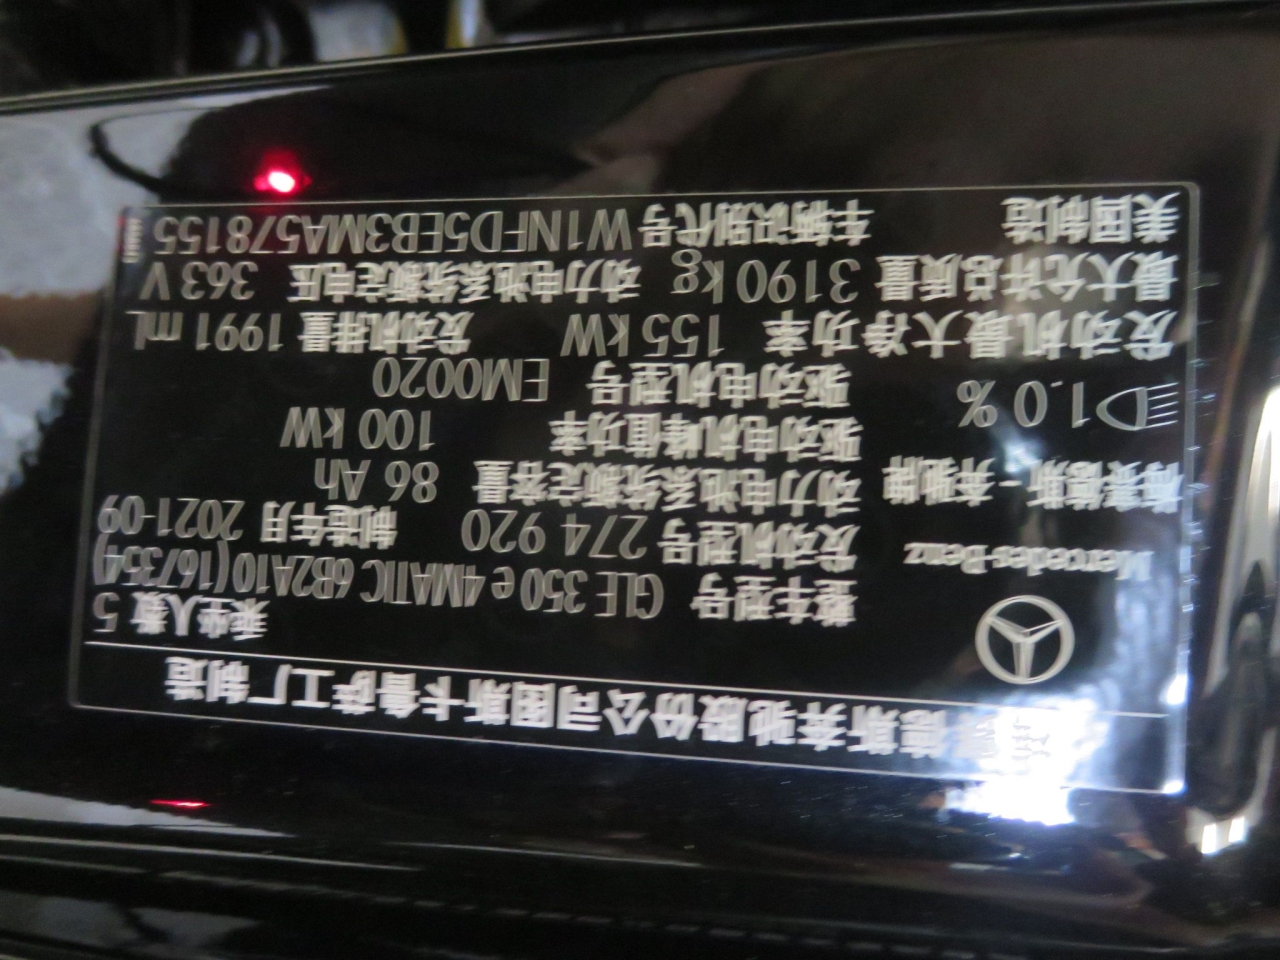 梅赛德斯奔驰股份公司图斯卡鲁萨工厂制造
乘坐人数 5
整车型号 GLE 350 e 4MATIC 6B2A10(167354)
Mercedes-Benz
发动机型号 274 920 制造年月 2021-09
梅赛德斯-奔驰牌 动力电池系统额定容量 86 Ah
驱动电机峰值功率 100 kW
1.0 % 驱动电机型号 EM0020
发动机最大净功率 155 kW 发动机排量 1991 mL
最大允许总质量 3190 kg 动力电池系统额定电压 363 V
美国制造 车辆识别代号 W1NFD5EB3MA578155